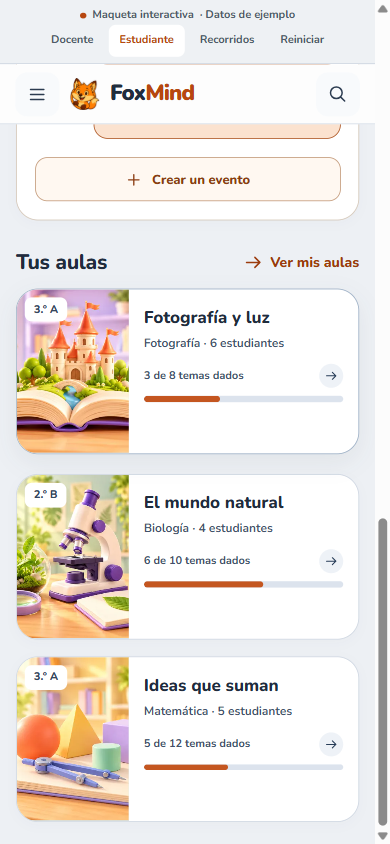 Maqueta interactiva · Datos de ejemplo
Docente Estudiante Recorridos Reiniciar
FoxMind
Crear un evento
Tus aulas
Ver mis aulas
3.º A
Fotografía y luz
Fotografía · 6 estudiantes
3 de 8 temas dados
2.º B
El mundo natural
Biología · 4 estudiantes
6 de 10 temas dados
3.º A
Ideas que suman
Matemática · 5 estudiantes
5 de 12 temas dados